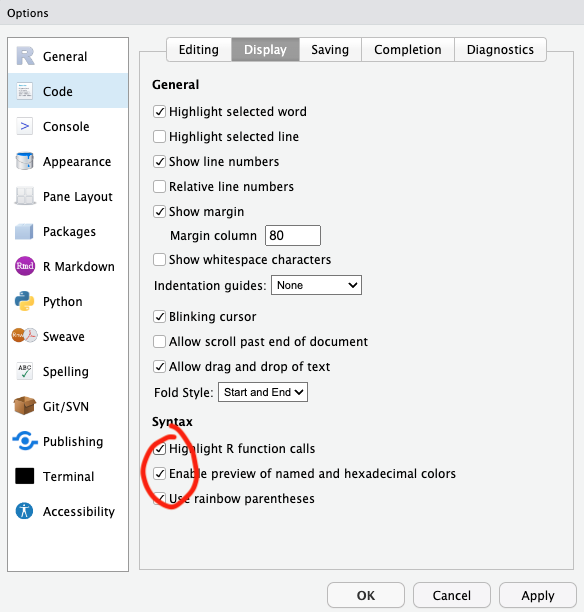 Options
General
Code
Console
Appearance
Pane Layout
Packages
R Markdown
Python
Sweave
Spelling
Git/SVN
Publishing
Terminal
Accessibility
Editing Display Saving Completion Diagnostics
General
Highlight selected word
Highlight selected line
Show line numbers
Relative line numbers
Show margin
Margin column 80
Show whitespace characters
Indentation guides: None
Blinking cursor
Allow scroll past end of document
Allow drag and drop of text
Fold Style: Start and End
Syntax
Highlight R function calls
Enable preview of named and hexadecimal colors
Use rainbow parentheses
OK Cancel Apply